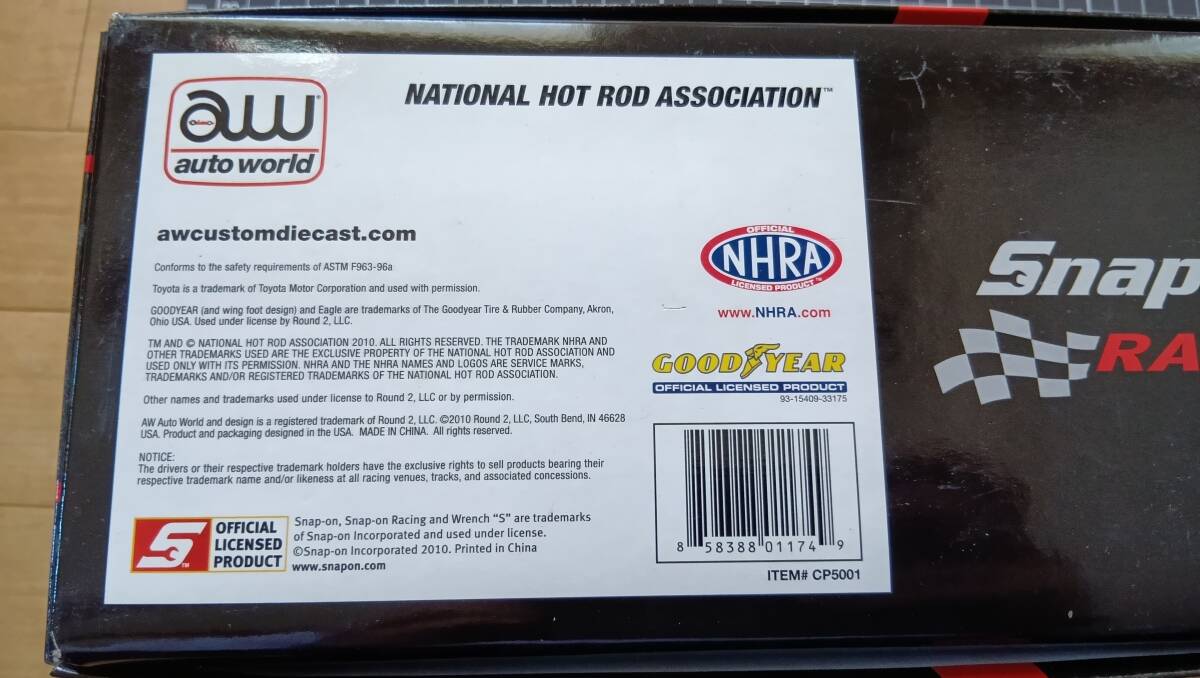 aw®
auto world
NATIONAL HOT ROD ASSOCIATION™
awcustomdiecast.com
Conforms to the safety requirements of ASTM F963-96a
Toyota is a trademark of Toyota Motor Corporation and used with permission.
GOODYEAR (and wing foot design) and Eagle are trademarks of The Goodyear Tire & Rubber Company, Akron,
Ohio USA. Used under license by Round 2, LLC.
TM AND © NATIONAL HOT ROD ASSOCIATION 2010. ALL RIGHTS RESERVED. THE TRADEMARK NHRA AND
OTHER TRADEMARKS USED ARE THE EXCLUSIVE PROPERTY OF THE NATIONAL HOT ROD ASSOCIATION AND
USED ONLY WITH ITS PERMISSION. NHRA AND THE NHRA NAMES AND LOGOS ARE SERVICE MARKS,
TRADEMARKS AND/OR REGISTERED TRADEMARKS OF THE NATIONAL HOT ROD ASSOCIATION.
Other names and trademarks used under license to Round 2, LLC or by permission.
AW Auto World and design is a registered trademark of Round 2, LLC. ©2010 Round 2, LLC, South Bend, IN 46628
USA. Product and packaging designed in the USA. MADE IN CHINA. All rights reserved.
NOTICE:
The drivers or their respective trademark holders have the exclusive rights to sell products bearing their
respective trademark name and/or likeness at all racing venues, tracks, and associated concessions.
S™
OFFICIAL
LICENSED
PRODUCT
Snap-on, Snap-on Racing and Wrench “S” are trademarks
of Snap-on Incorporated and used under license.
©Snap-on Incorporated 2010. Printed in China
www.snapon.com
OFFICIAL
NHRA
LICENSED PRODUCT™
www.NHRA.com
GOODYEAR
OFFICIAL LICENSED PRODUCT
93-15409-33175
8 58388 01174 9
ITEM# CP5001
Snap
RA